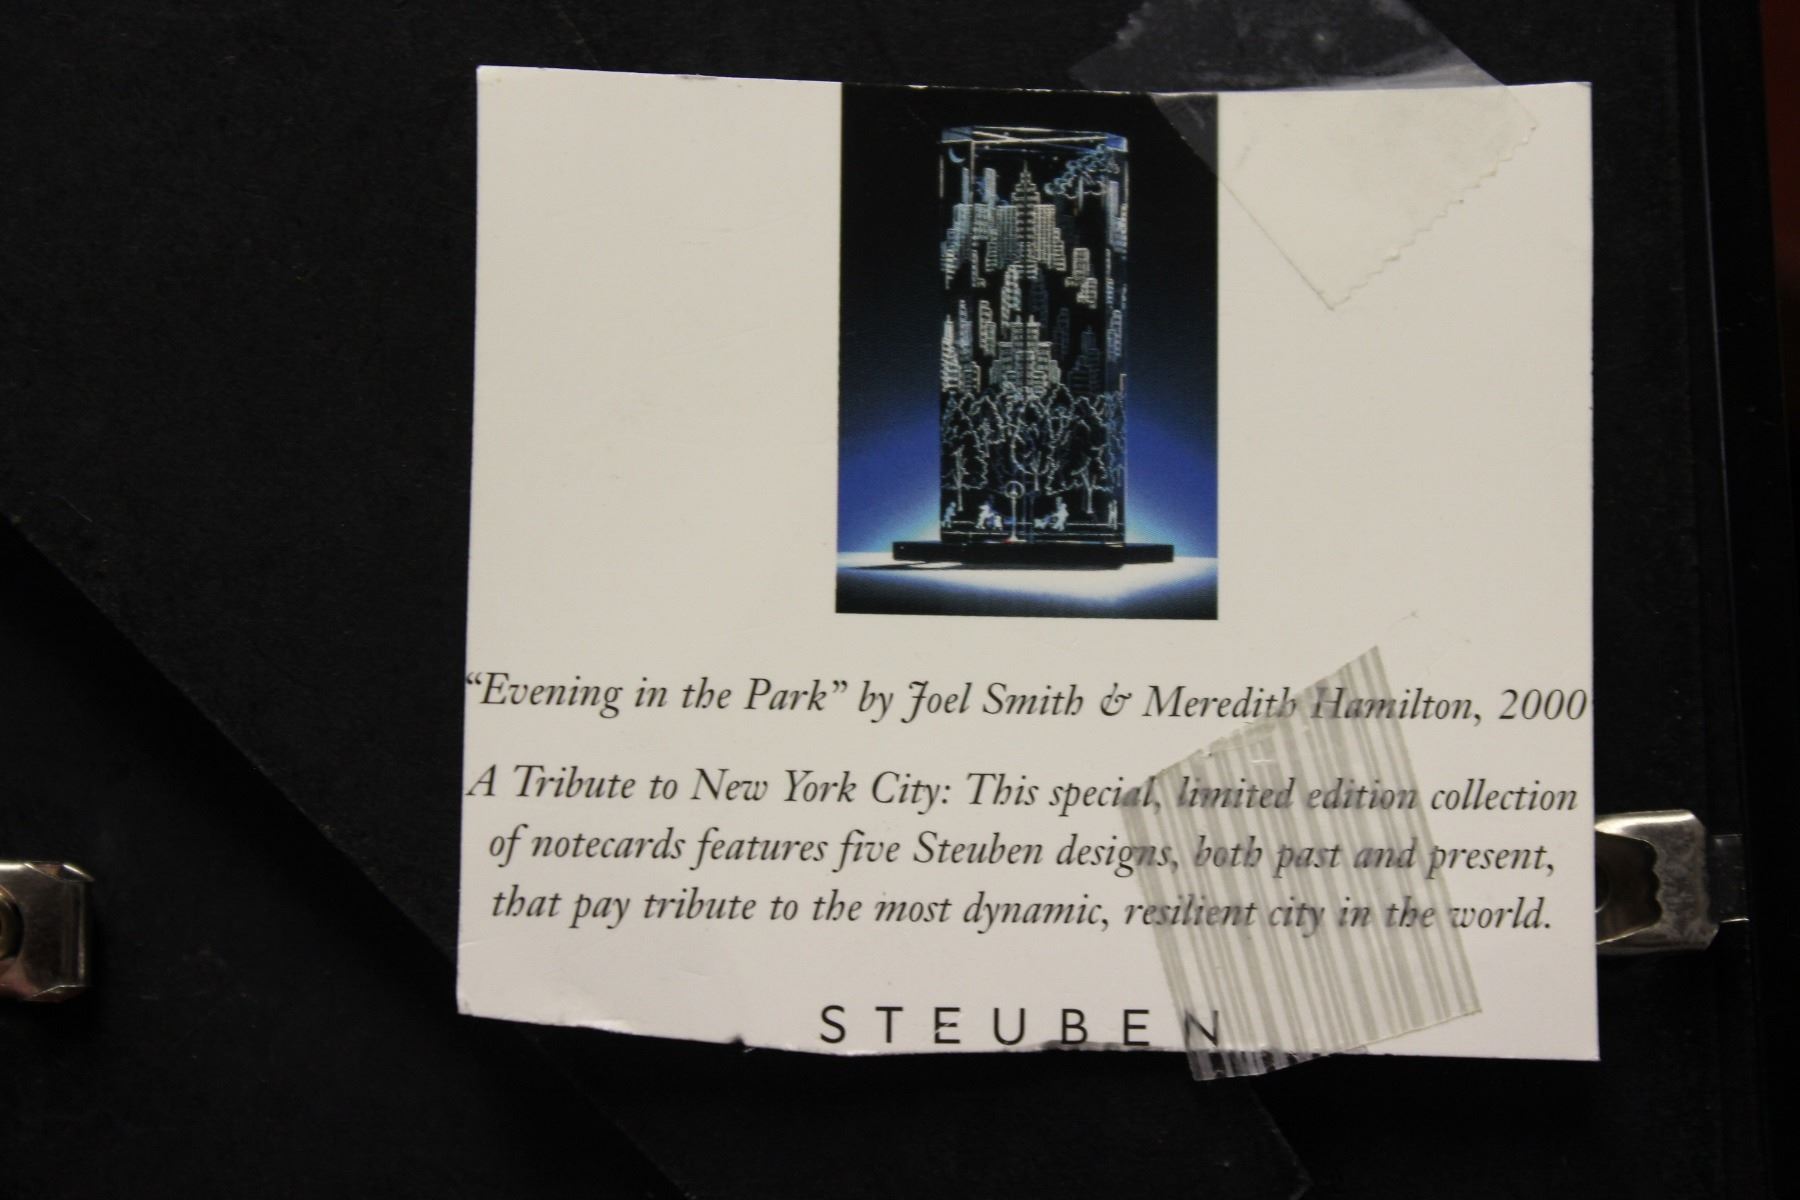 “Evening in the Park” by Joel Smith & Meredith Hamilton, 2000
A Tribute to New York City: This special, limited edition collection
of notecards features five Steuben designs, both past and present,
that pay tribute to the most dynamic, resilient city in the world.
STEUBEN